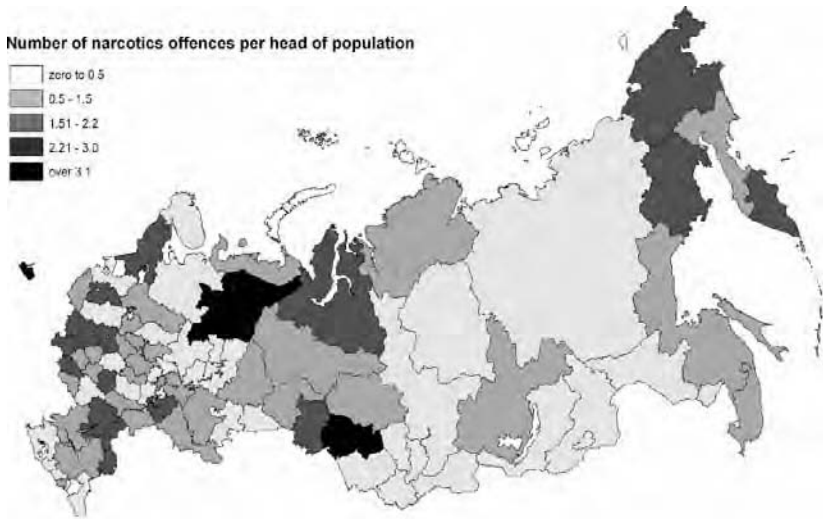 Number of narcotics offences per head of population
zero to 0.5
0.5 - 1.5
1.51 - 2.2
2.21 - 3.0
over 3.1